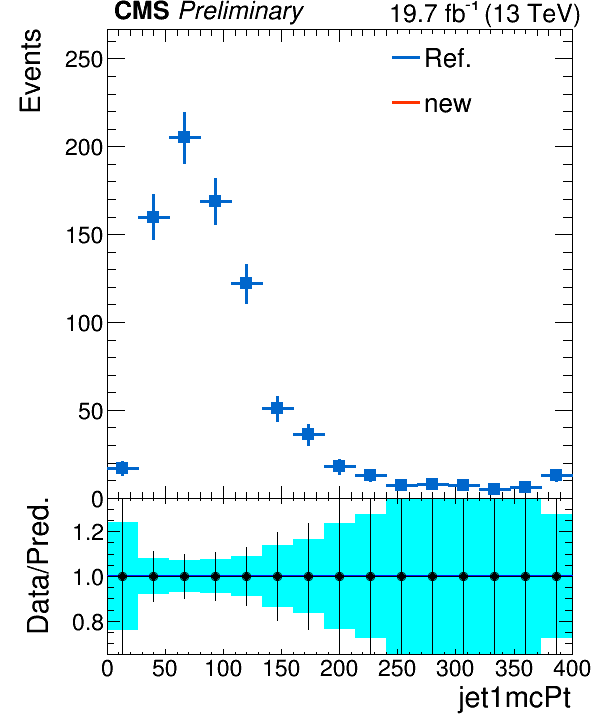 CMS Preliminary 19.7 fb⁻¹ (13 TeV)
Events
250
200
150
100
50
0
Ref.
new
Data/Pred.
1.2
1.0
0.8
0 50 100 150 200 250 300 350 400
jet1mcPt